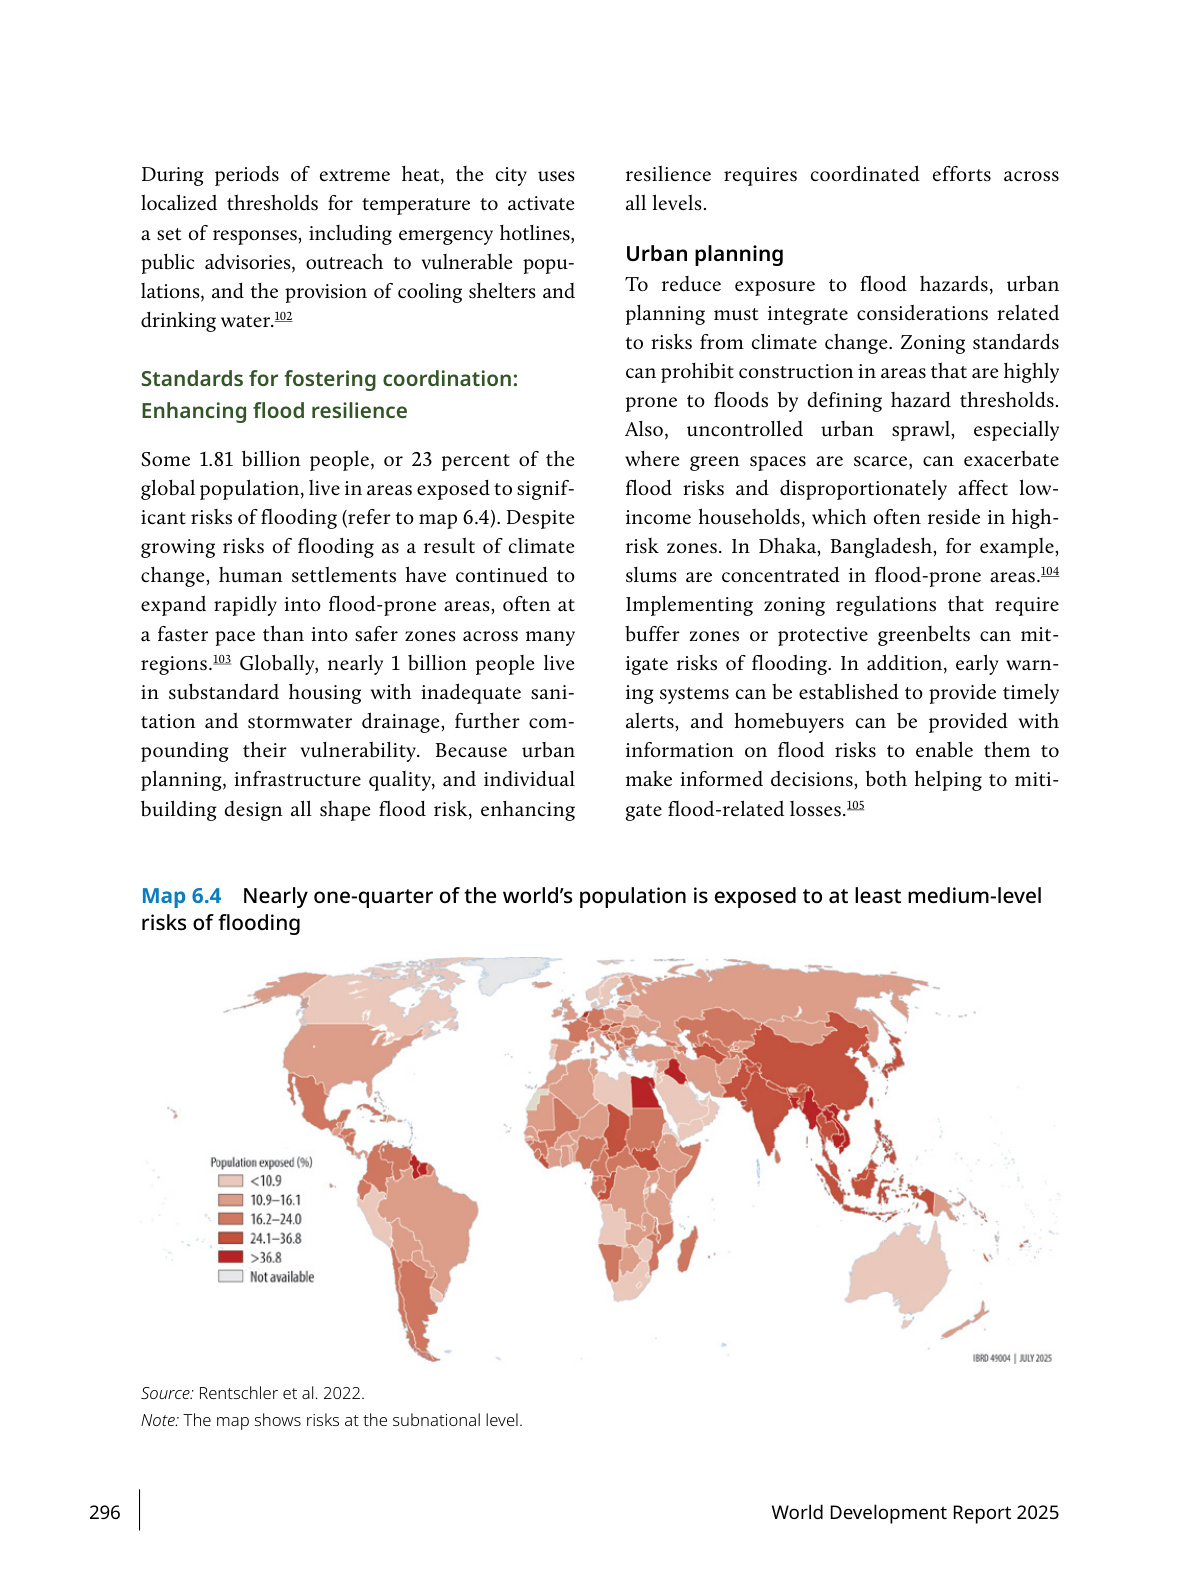 During periods of extreme heat, the city uses
localized thresholds for temperature to activate
a set of responses, including emergency hotlines,
public advisories, outreach to vulnerable popu-
lations, and the provision of cooling shelters and
drinking water.102
Standards for fostering coordination:
Enhancing flood resilience
Some 1.81 billion people, or 23 percent of the
global population, live in areas exposed to signif-
icant risks of flooding (refer to map 6.4). Despite
growing risks of flooding as a result of climate
change, human settlements have continued to
expand rapidly into flood-prone areas, often at
a faster pace than into safer zones across many
regions.103 Globally, nearly 1 billion people live
in substandard housing with inadequate sani-
tation and stormwater drainage, further com-
pounding their vulnerability. Because urban
planning, infrastructure quality, and individual
building design all shape flood risk, enhancing
resilience requires coordinated efforts across
all levels.
Urban planning
To reduce exposure to flood hazards, urban
planning must integrate considerations related
to risks from climate change. Zoning standards
can prohibit construction in areas that are highly
prone to floods by defining hazard thresholds.
Also, uncontrolled urban sprawl, especially
where green spaces are scarce, can exacerbate
flood risks and disproportionately affect low-
income households, which often reside in high-
risk zones. In Dhaka, Bangladesh, for example,
slums are concentrated in flood-prone areas.104
Implementing zoning regulations that require
buffer zones or protective greenbelts can mit-
igate risks of flooding. In addition, early warn-
ing systems can be established to provide timely
alerts, and homebuyers can be provided with
information on flood risks to enable them to
make informed decisions, both helping to miti-
gate flood-related losses.105
Map 6.4 Nearly one-quarter of the world's population is exposed to at least medium-level
risks of flooding
Population exposed (%)
<10.9
10.9–16.1
16.2–24.0
24.1–36.8
>36.8
Not available
IBRD 49004 | JULY 2025
Source: Rentschler et al. 2022.
Note: The map shows risks at the subnational level.
296
World Development Report 2025